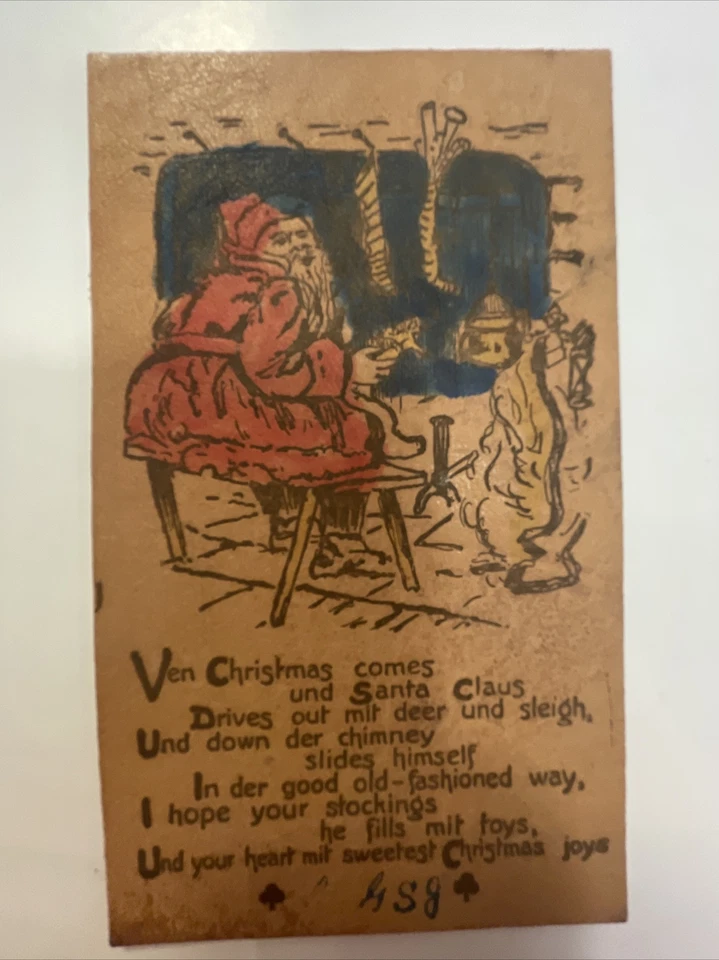 Ven Christmas comes
und Santa Claus
Drives out mit deer und sleigh,
Und down der chimney
slides himself
In der good old-fashioned way,
I hope your stockings
he fills mit toys,
Und your heart mit sweetest Christmas joys
GSJ